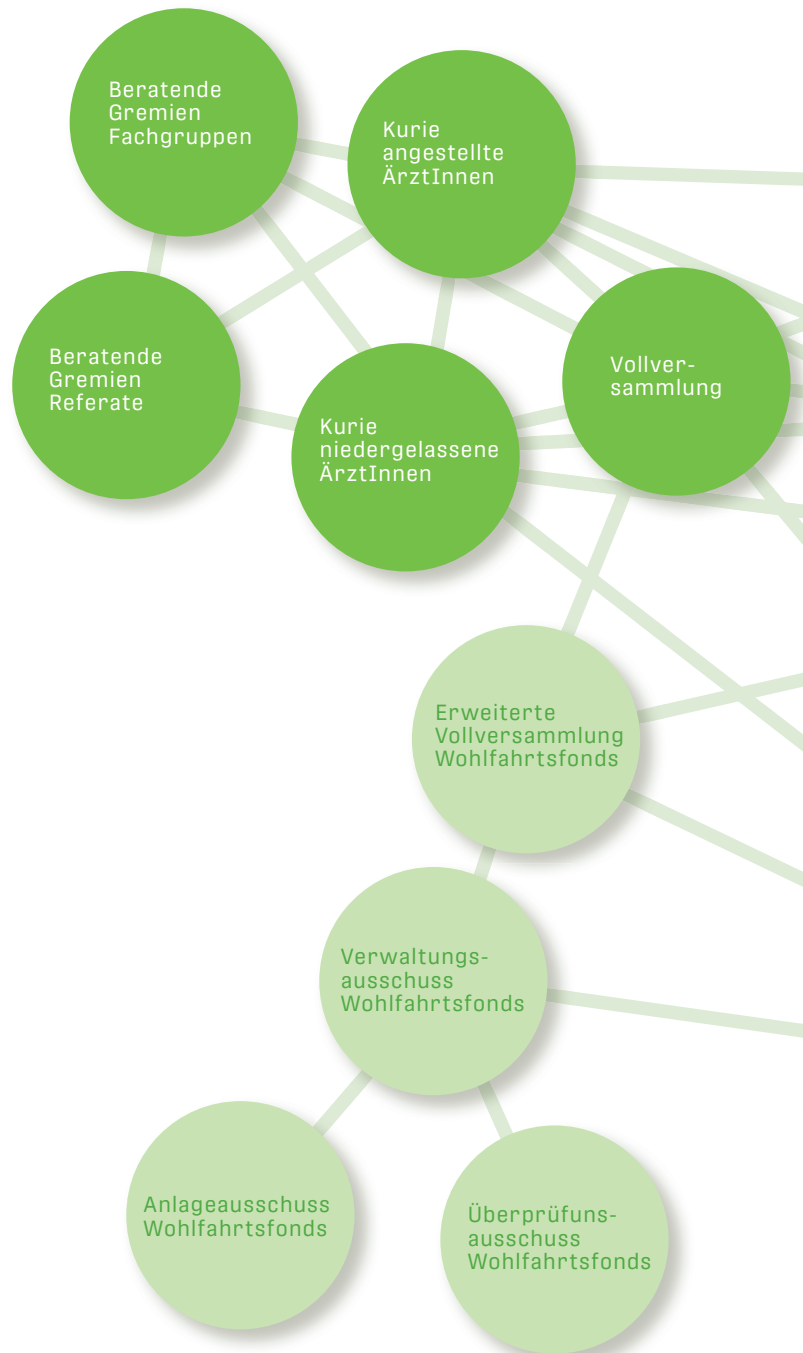 Beratende
Gremien
Fachgruppen
Kurie
angestellte
ÄrztInnen
Beratende
Gremien
Referate
Kurie
niedergelassene
ÄrztInnen
Vollver-
sammlung
Erweiterte
Vollversammlung
Wohlfahrtsfonds
Verwaltungs-
ausschuss
Wohlfahrtsfonds
Anlageausschuss
Wohlfahrtsfonds
Überprüfuns-
ausschuss
Wohlfahrtsfonds